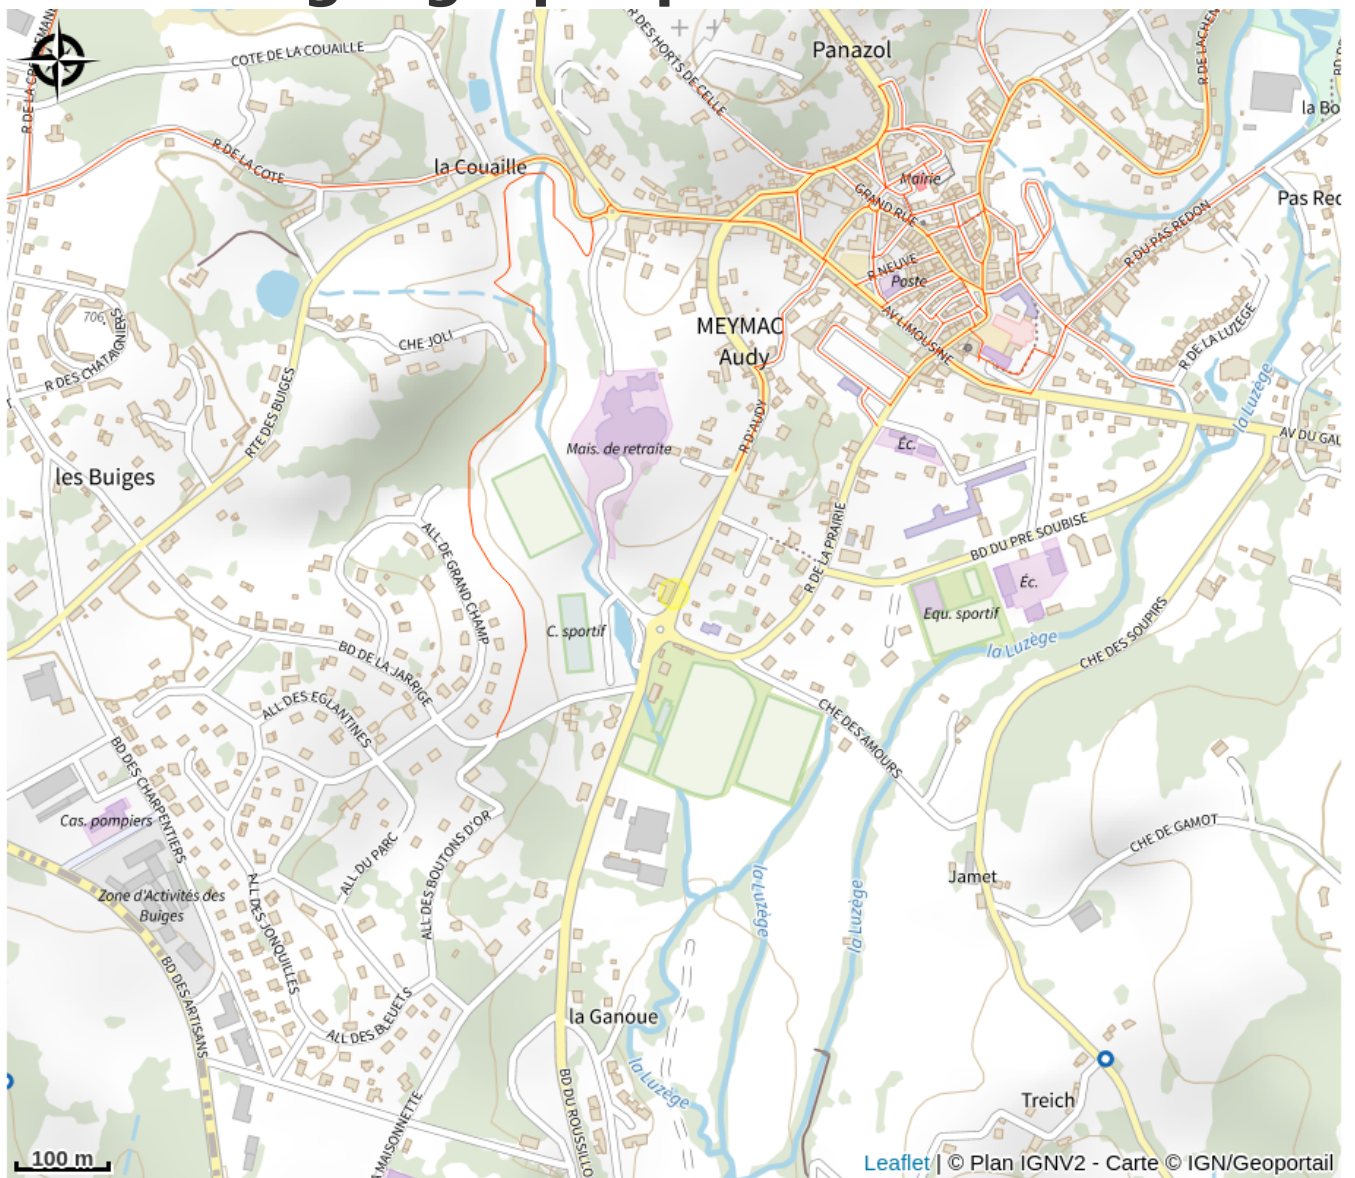 Panazol
COTE DE LA COUAILLE
R DES HORTS DE CELLE
la Bo
R DE LA COTE
la Couaille
Mairie
GRAND RUE
Pas Red
R DU PAS REDON
R NEUVE
Poste
706
MEYMAC
Audy
AV LIMOUSINE
CHE JOLI
R DES CHATAIGNIERS
R DE LA LUZEGE
la Luzège
RTE DES BUIGES
R D'AUDY
Mais. de retraite
Éc.
AV DU GAU
les Buiges
ALL DE GRAND CHAMP
R DE LA PRAIRIE
BD DU PRE SOUBISE
Éc.
C. sportif
Equ. sportif
la Luzège
CHE DES SOUPIRS
BD DE LA JARRIGE
ALL DES EGLANTINES
CHE DES AMOURS
BD DES CHARPENTIERS
Cas. pompiers
ALL DU PARC
ALL DES BOUTONS D'OR
CHE DE GAMOT
Jamet
Zone d'Activités des
Buiges
ALL DES JONQUILLES
la Luzège
la Luzège
BD DES ARTISANS
ALL DES BLEUETS
la Ganoue
la Luzège
BD DU ROUSSILLO
MAISONNETTE
Treich
100 m
Leaflet | © Plan IGNV2 - Carte © IGN/Geoportail